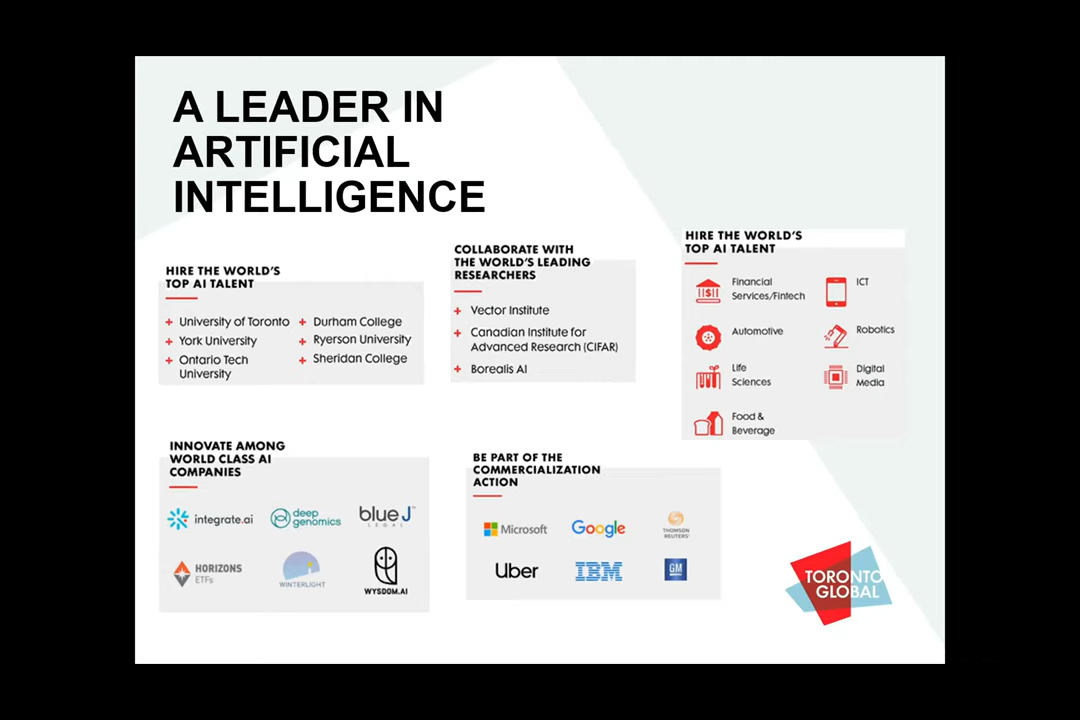 A LEADER IN
ARTIFICIAL
INTELLIGENCE
HIRE THE WORLD'S
TOP AI TALENT
+ University of Toronto
+ York University
+ Ontario Tech
University
+ Durham College
+ Ryerson University
+ Sheridan College
COLLABORATE WITH
THE WORLD'S LEADING
RESEARCHERS
+ Vector Institute
+ Canadian Institute for
Advanced Research (CIFAR)
+ Borealis AI
HIRE THE WORLD'S
TOP AI TALENT
Financial
Services/Fintech
Automotive
Life
Sciences
Food &
Beverage
ICT
Robotics
Digital
Media
INNOVATE AMONG
WORLD CLASS AI
COMPANIES
integrate.ai
deep
genomics
blue J™
LEGAL
HORIZONS
ETFs
WINTERLIGHT
WYSDOM.AI
BE PART OF THE
COMMERCIALIZATION
ACTION
Microsoft
Google
THOMSON
REUTERS
Uber
IBM
GM
TORONTO
GLOBAL